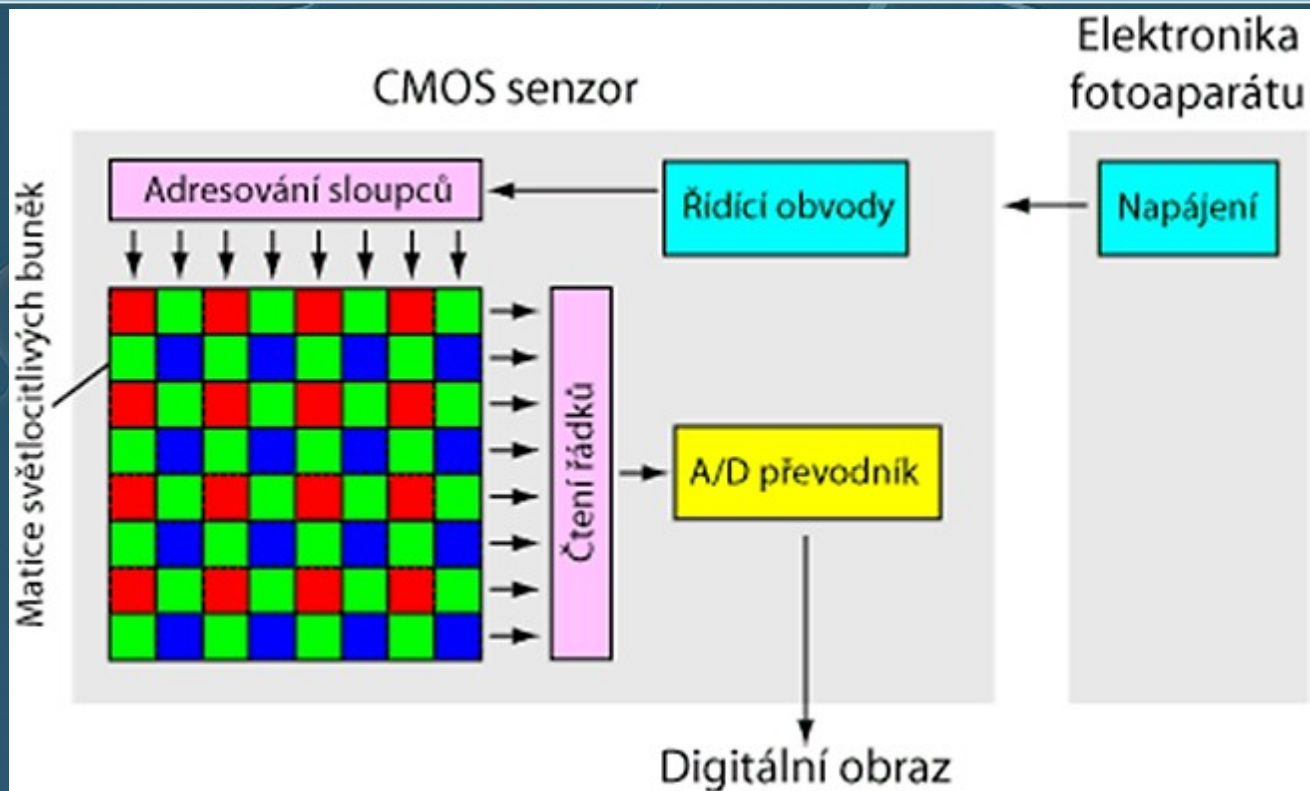 Elektronika
fotoaparátu
CMOS senzor
Adresování sloupců
Řídící obvody
Napájení
Matice světlocitlivých buněk
Čtení řádků
A/D převodník
Digitální obraz